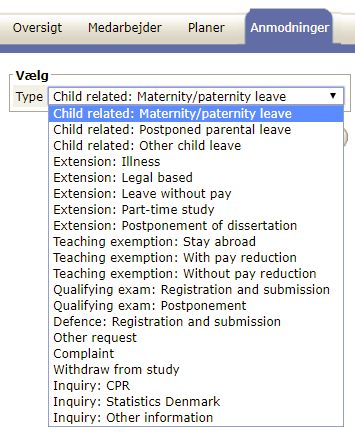 Oversigt Medarbejder Planer Anmodninger
Vælg
Type Child related: Maternity/paternity leave
Child related: Maternity/paternity leave
Child related: Postponed parental leave
Child related: Other child leave
Extension: Illness
Extension: Legal based
Extension: Leave without pay
Extension: Part-time study
Extension: Postponement of dissertation
Teaching exemption: Stay abroad
Teaching exemption: With pay reduction
Teaching exemption: Without pay reduction
Qualifying exam: Registration and submission
Qualifying exam: Postponement
Defence: Registration and submission
Other request
Complaint
Withdraw from study
Inquiry: CPR
Inquiry: Statistics Denmark
Inquiry: Other information